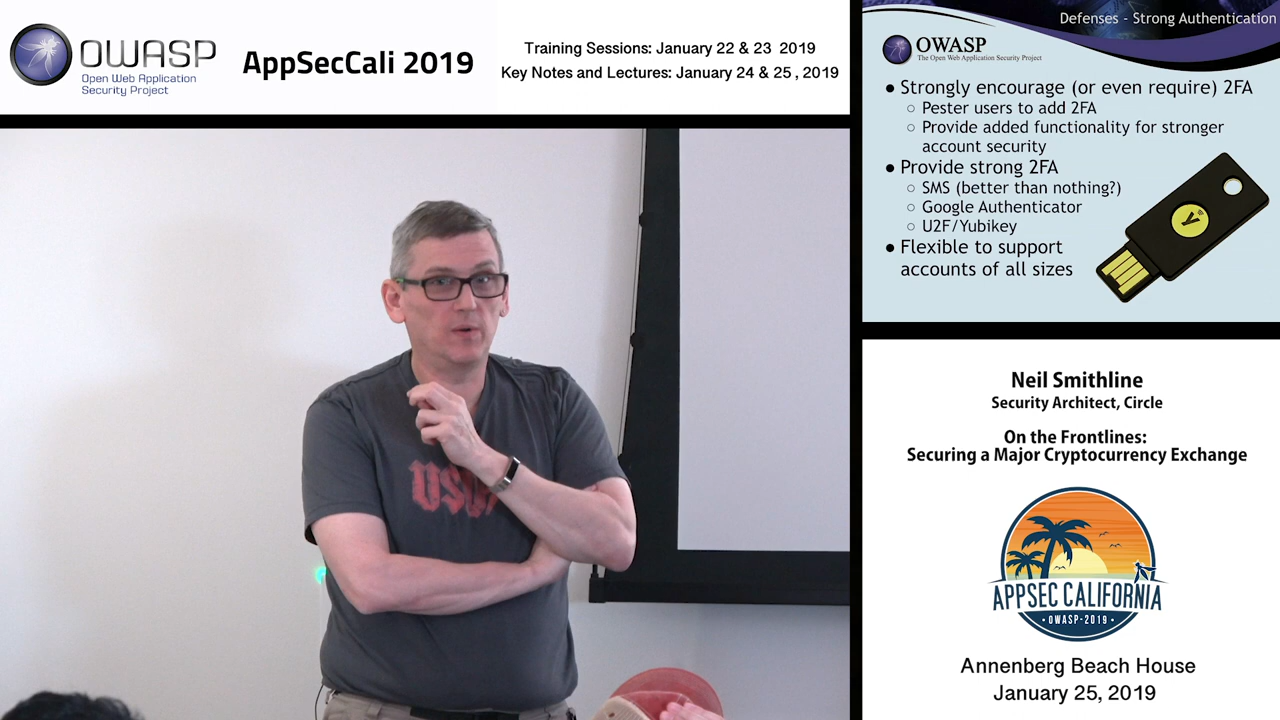 OWASP
Open Web Application
Security Project
AppSecCali 2019
Training Sessions: January 22 & 23 2019
Key Notes and Lectures: January 24 & 25 , 2019
Defenses - Strong Authentication
OWASP
The Open Web Application Security Project
● Strongly encourage (or even require) 2FA
○ Pester users to add 2FA
○ Provide added functionality for stronger
account security
● Provide strong 2FA
○ SMS (better than nothing?)
○ Google Authenticator
○ U2F/Yubikey
● Flexible to support
accounts of all sizes
Neil Smithline
Security Architect, Circle
On the Frontlines:
Securing a Major Cryptocurrency Exchange
APPSEC CALIFORNIA
• OWASP-2019 •
Annenberg Beach House
January 25, 2019